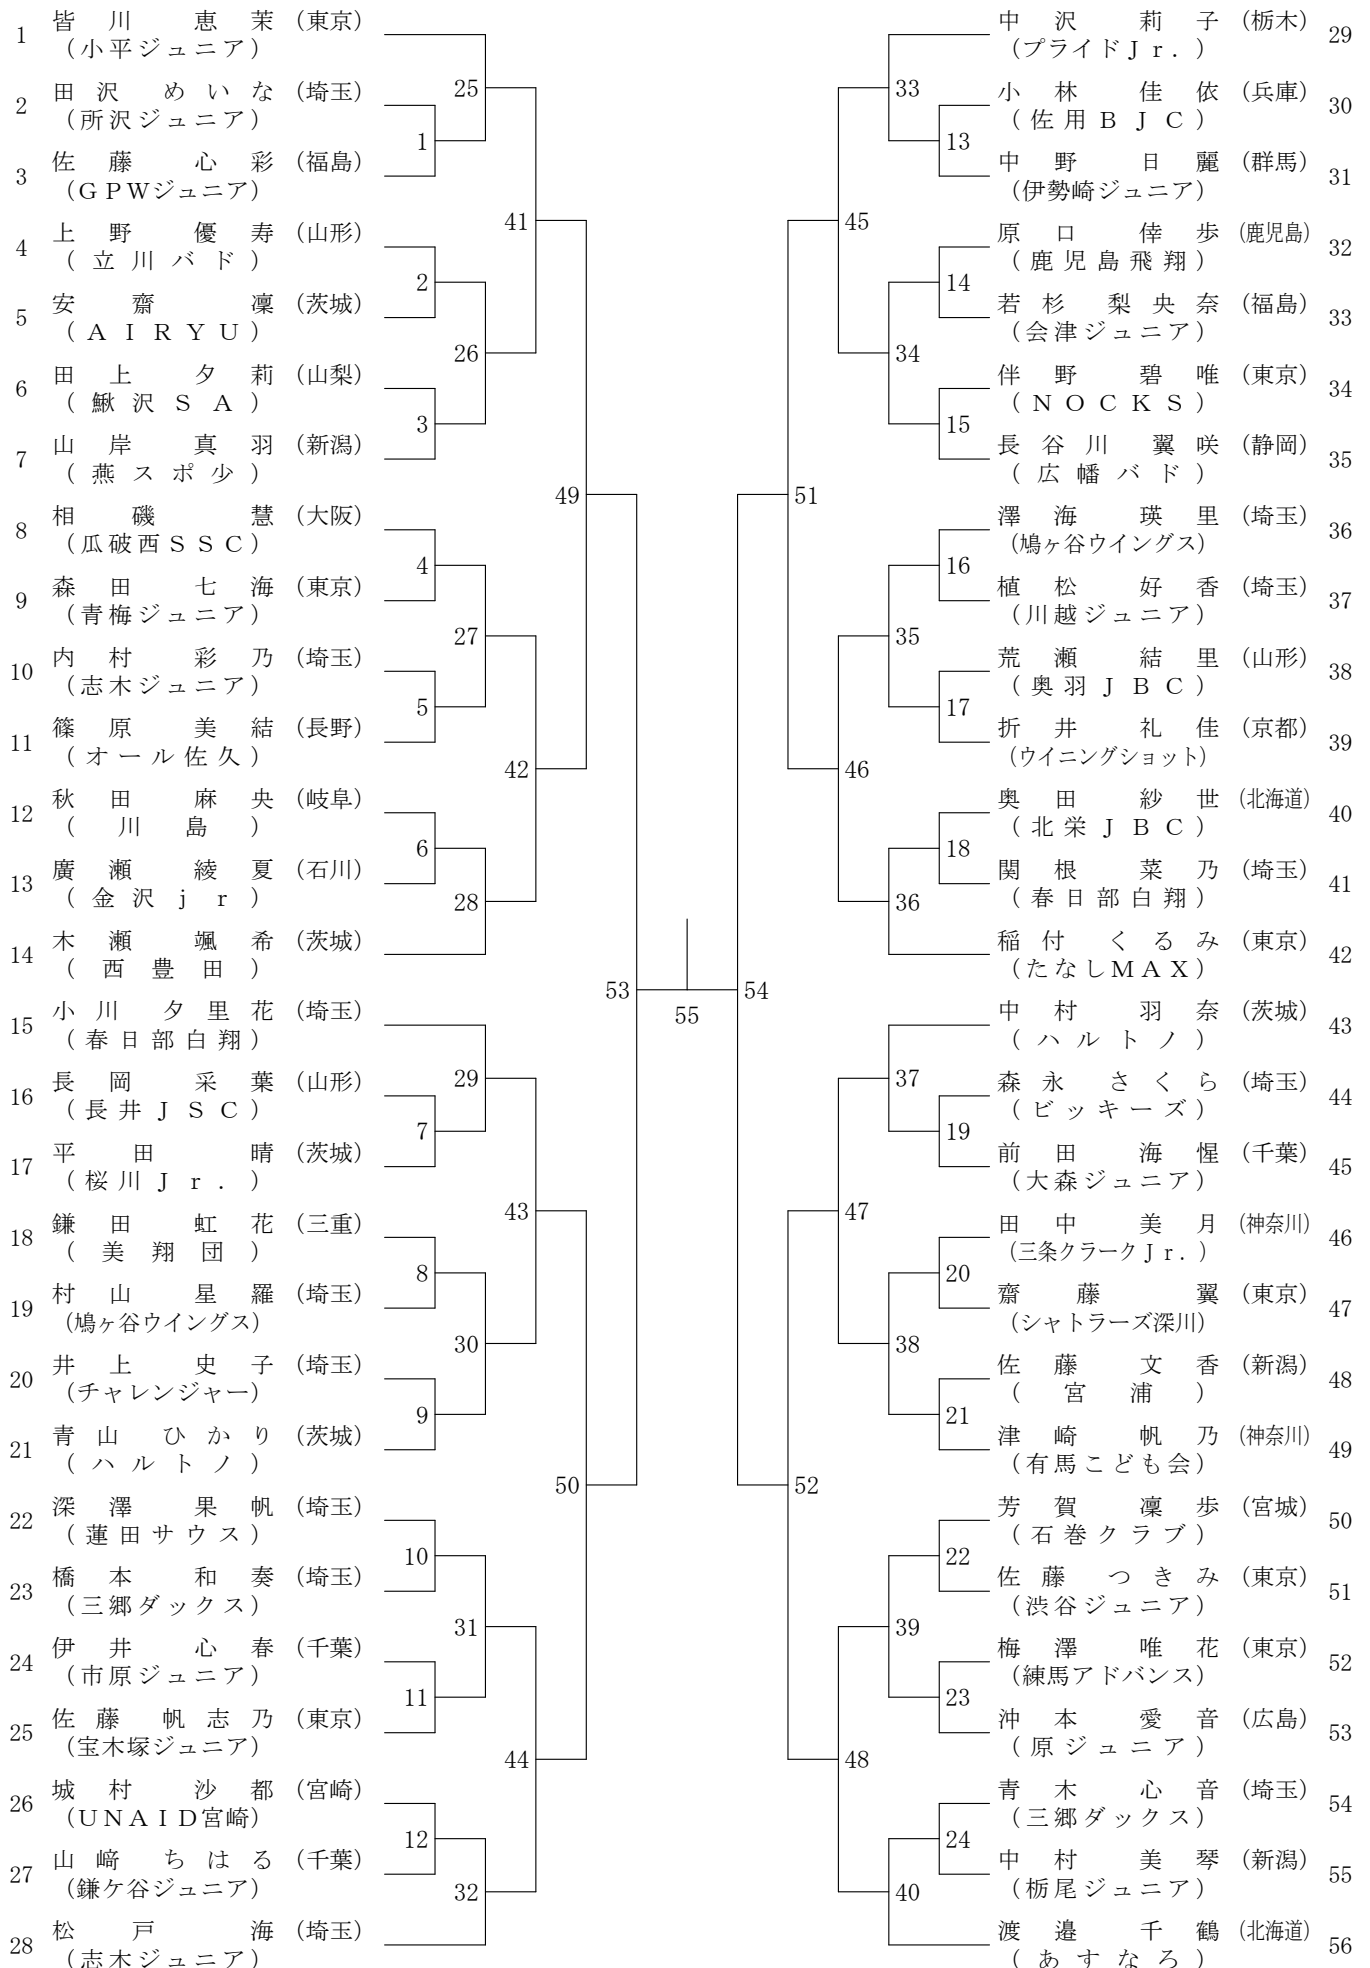 1 皆川 恵茉 (東京)
(小平ジュニア)
2 田沢 めいな (埼玉)
(所沢ジュニア)
3 佐藤 心彩 (福島)
(GPWジュニア)
4 上野 優寿 (山形)
(立川バド)
5 安齋 凜 (茨城)
(AIRYU)
6 田上 夕莉 (山梨)
(鰍沢SA)
7 山岸 真羽 (新潟)
(燕スポ少)
8 相磯 慧 (大阪)
(瓜破西SSC)
9 森田 七海 (東京)
(青梅ジュニア)
10 内村 彩乃 (埼玉)
(志木ジュニア)
11 篠原 美結 (長野)
(オール佐久)
12 秋田 麻央 (岐阜)
(川島)
13 廣瀬 綾夏 (石川)
(金沢jr)
14 木瀬 颯希 (茨城)
(西豊田)
15 小川 夕里花 (埼玉)
(春日部白翔)
16 長岡 采葉 (山形)
(長井JSC)
17 平田 晴 (茨城)
(桜川Jr.)
18 鎌田 虹花 (三重)
(美翔団)
19 村山 星羅 (埼玉)
(鳩ヶ谷ウイングス)
20 井上 史子 (埼玉)
(チャレンジャー)
21 青山 ひかり (茨城)
(ハルトノ)
22 深澤 果帆 (埼玉)
(蓮田サウス)
23 橋本 和奏 (埼玉)
(三郷ダックス)
24 伊井 心春 (千葉)
(市原ジュニア)
25 佐藤 帆志乃 (東京)
(宝木塚ジュニア)
26 城村 沙都 (宮崎)
(UNAID宮崎)
27 山﨑 ちはる (千葉)
(鎌ケ谷ジュニア)
28 松戸 海 (埼玉)
(志木ジュニア)
25
1
41
2
26
3
49
4
27
5
42
6
28
53
29
7
43
8
30
9
50
10
31
11
44
12
32
55
54
33
13
45
14
34
15
51
16
35
17
46
18
36
37
19
47
20
38
21
52
22
39
23
48
24
40
中沢 莉子 (栃木) 29
(プライドJr.)
小林 佳依 (兵庫) 30
(佐用BJC)
中野 日麗 (群馬) 31
(伊勢崎ジュニア)
原口 倖歩 (鹿児島) 32
(鹿児島飛翔)
若杉 梨央奈 (福島) 33
(会津ジュニア)
伴野 碧唯 (東京) 34
(NOCKS)
長谷川 翼咲 (静岡) 35
(広幡バド)
澤海 瑛里 (埼玉) 36
(鳩ヶ谷ウイングス)
植松 好香 (埼玉) 37
(川越ジュニア)
荒瀬 結里 (山形) 38
(奥羽JBC)
折井 礼佳 (京都) 39
(ウイニングショット)
奥田 紗世 (北海道) 40
(北栄JBC)
関根 菜乃 (埼玉) 41
(春日部白翔)
稲付 くるみ (東京) 42
(たなしMAX)
中村 羽奈 (茨城) 43
(ハルトノ)
森永 さくら (埼玉) 44
(ビッキーズ)
前田 海惺 (千葉) 45
(大森ジュニア)
田中 美月 (神奈川) 46
(三条クラークJr.)
齋藤 翼 (東京) 47
(シャトラーズ深川)
佐藤 文香 (新潟) 48
(宮浦)
津崎 帆乃 (神奈川) 49
(有馬こども会)
芳賀 凜歩 (宮城) 50
(石巻クラブ)
佐藤 つきみ (東京) 51
(渋谷ジュニア)
梅澤 唯花 (東京) 52
(練馬アドバンス)
沖本 愛音 (広島) 53
(原ジュニア)
青木 心音 (埼玉) 54
(三郷ダックス)
中村 美琴 (新潟) 55
(栃尾ジュニア)
渡邉 千鶴 (北海道) 56
(あすなろ)